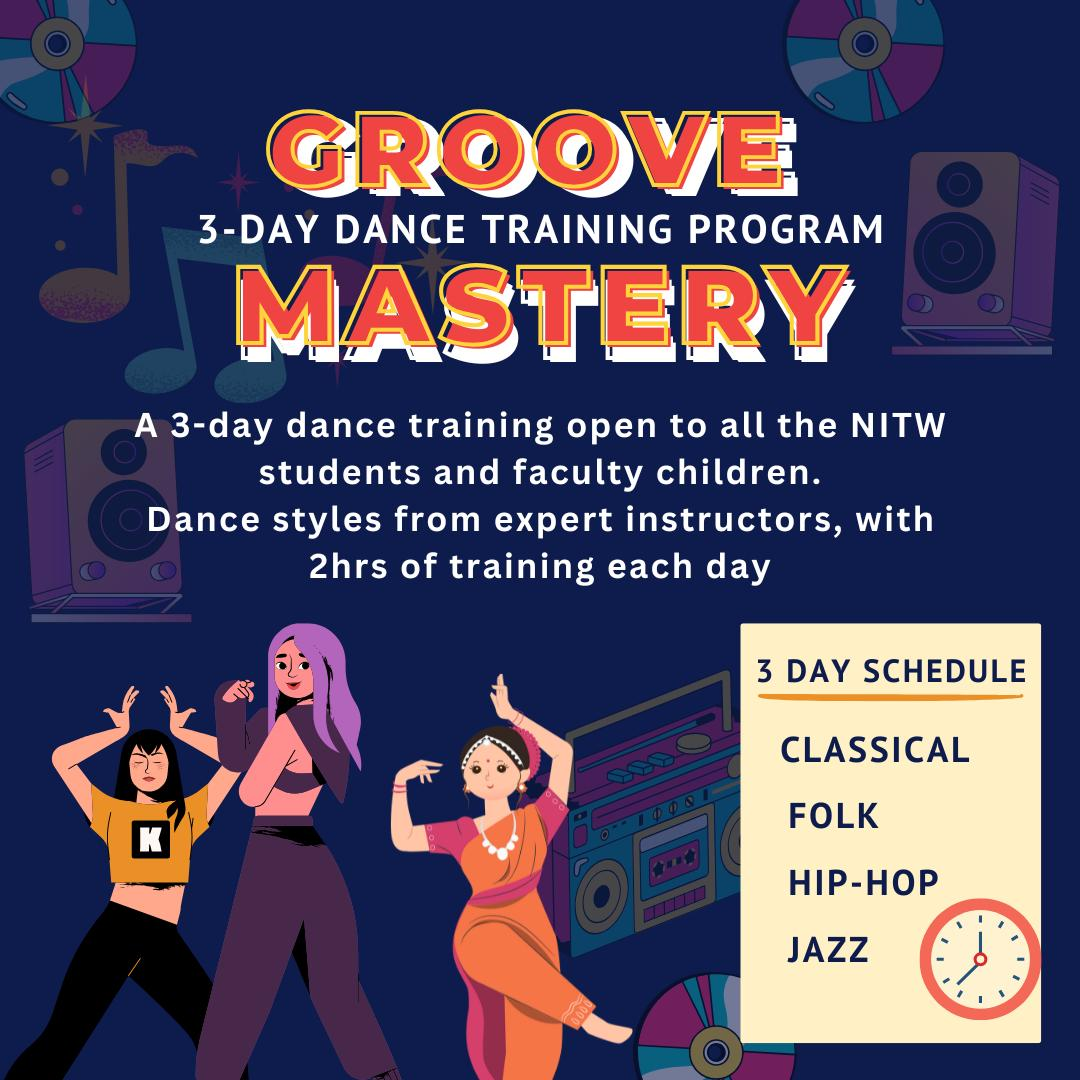 GROOVE
3-DAY DANCE TRAINING PROGRAM
MASTERY
A 3-day dance training open to all the NITW
students and faculty children.
Dance styles from expert instructors, with
2hrs of training each day
3 DAY SCHEDULE
CLASSICAL
FOLK
HIP-HOP
JAZZ
K